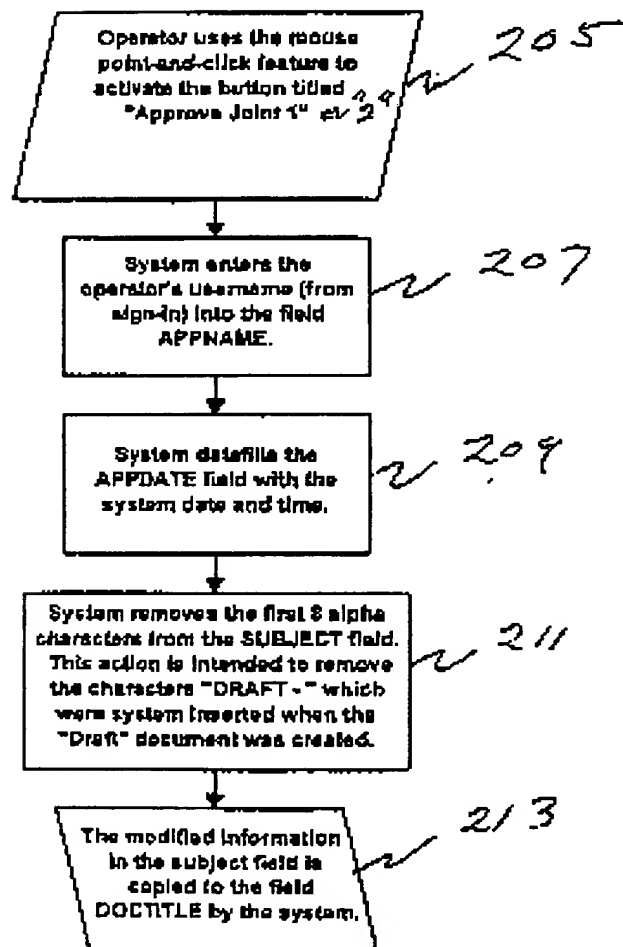 Operator uses the mouse
point-and-click feature to
activate the button titled
"Approve Joint 1"
205
System enters the
operator's username (from
sign-in) into the field
APPNAME.
207
System datafills the
APPDATE field with the
system date and time.
209
System removes the first 8 alpha
characters from the SUBJECT field.
This action is intended to remove
the characters "DRAFT - " which
were system inserted when the
"Draft" document was created.
211
The modified information
in the subject field is
copied to the field
DOCTITLE by the system.
213